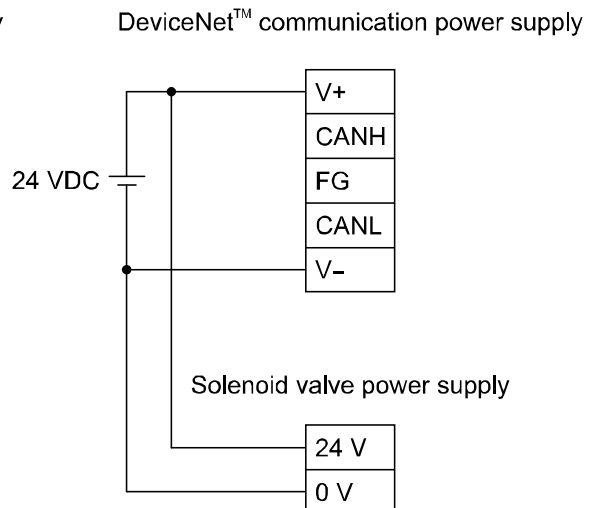 DeviceNet™ communication power supply
V+
CANH
24 VDC
FG
CANL
V−
Solenoid valve power supply
24 V
0 V